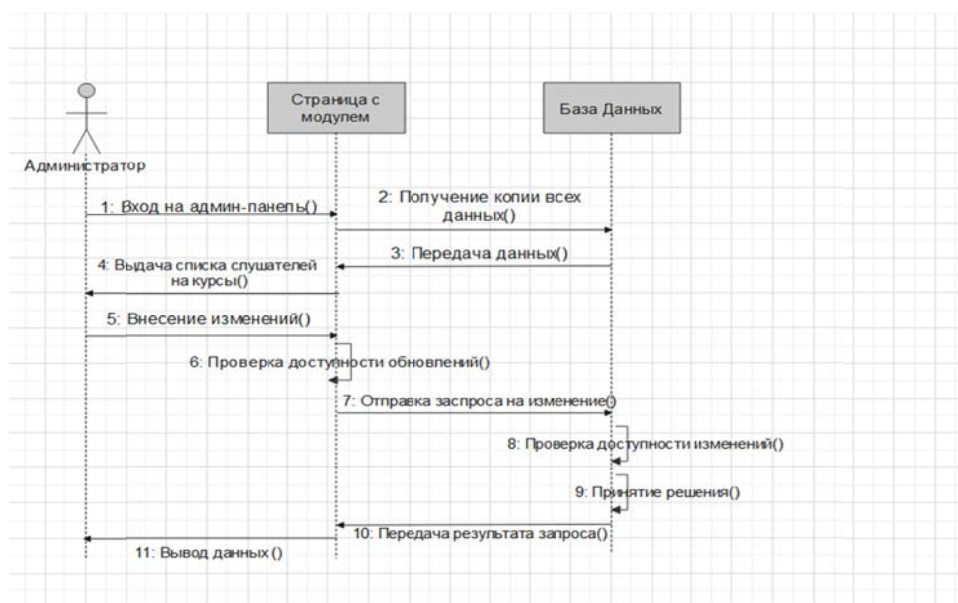 Страница с
модулем
База Данных
Администратор
1: Вход на админ-панель()
2: Получение копии всех
данных()
3: Передача данных()
4: Выдача списка слушателей
на курсы()
5: Внесение изменений()
6: Проверка доступности обновлений()
7: Отправка заспроса на изменение()
8: Проверка доступности изменений()
9: Принятие решения()
10: Передача результата запроса()
11: Вывод данных ()